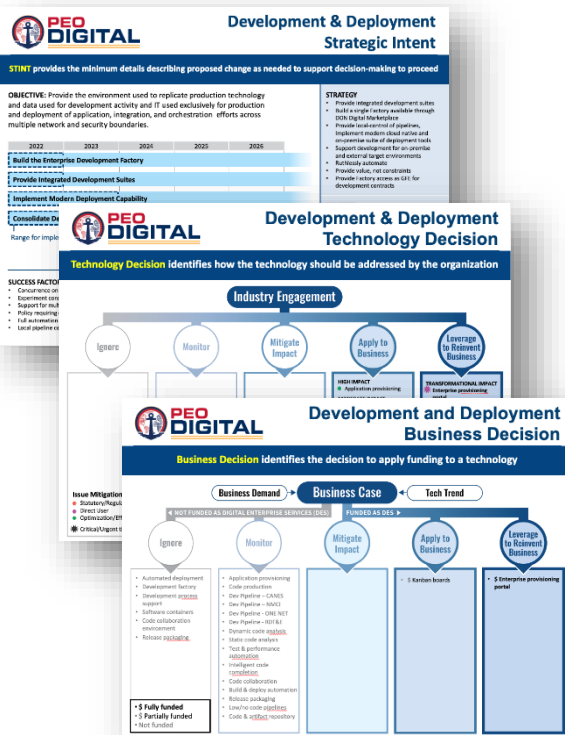 PEO
DIGITAL
Development & Deployment
Strategic Intent
STINT provides the minimum details describing proposed change as needed to support decision-making to proceed
OBJECTIVE: Provide the environment used to replicate production technology
and data used for development activity and IT used exclusively for production
and deployment of application, integration, and orchestration efforts across
multiple network and security boundaries.
STRATEGY
• Provide integrated development suites
• Build a single Factory available through
DON Digital Marketplace
• Provide local-control of pipelines,
Implement modern cloud native and
on-premise suite of deployment tools
• Support development for on-premise
and external target environments
• Ruthlessly automate
• Provide value, not constraints
• Provide Factory access as GFE for
development contracts
2022 2023 2024 2025 2026
Build the Enterprise Development Factory
Provide Integrated Development Suites
Implement Modern Deployment Capability
Consolidate
Range for
SUCCESS
• Concurrence on
• Experiment
• Support for
• Policy requiring
• Full automation
• Local pipeline
PEO
DIGITAL
Development & Deployment
Technology Decision
Technology Decision identifies how the technology should be addressed by the organization
Industry Engagement
Ignore
Monitor
Mitigate
Impact
Apply to
Business
Leverage
to Reinvent
Business
HIGH IMPACT
• Application provisioning
TRANSFORMATIONAL IMPACT
Enterprise provisioning
portal
Issue Mitigation
• Direct User
PEO
DIGITAL
Development and Deployment
Business Decision
Business Decision identifies the decision to apply funding to a technology
Business Demand
Business Case
Tech Trend
NOT FUNDED AS DIGITAL ENTERPRISE SERVICES (DES)
FUNDED AS DES
Ignore
Monitor
Mitigate
Impact
Apply to
Business
Leverage
to Reinvent
Business
• Automated deployment
• Development factory
• Development process
support
• Software containers
• Code collaboration
environment
• Release packaging
• Application provisioning
• Code production
• Dev Pipeline – CANES
• Dev Pipeline – NMCI
• Dev Pipeline - ONE NET
• Dev Pipeline - RDT&E
• Dynamic code analysis
• Static code analysis
• Test & performance
automation
• Intelligent code
completion
• Code collaboration
• Build & deploy automation
• Release packaging
• Low/no code pipelines
• Code & artifact repository
• $ Kanban boards
• $ Enterprise provisioning
portal
• $ Fully funded
• $ Partially funded
• Not funded